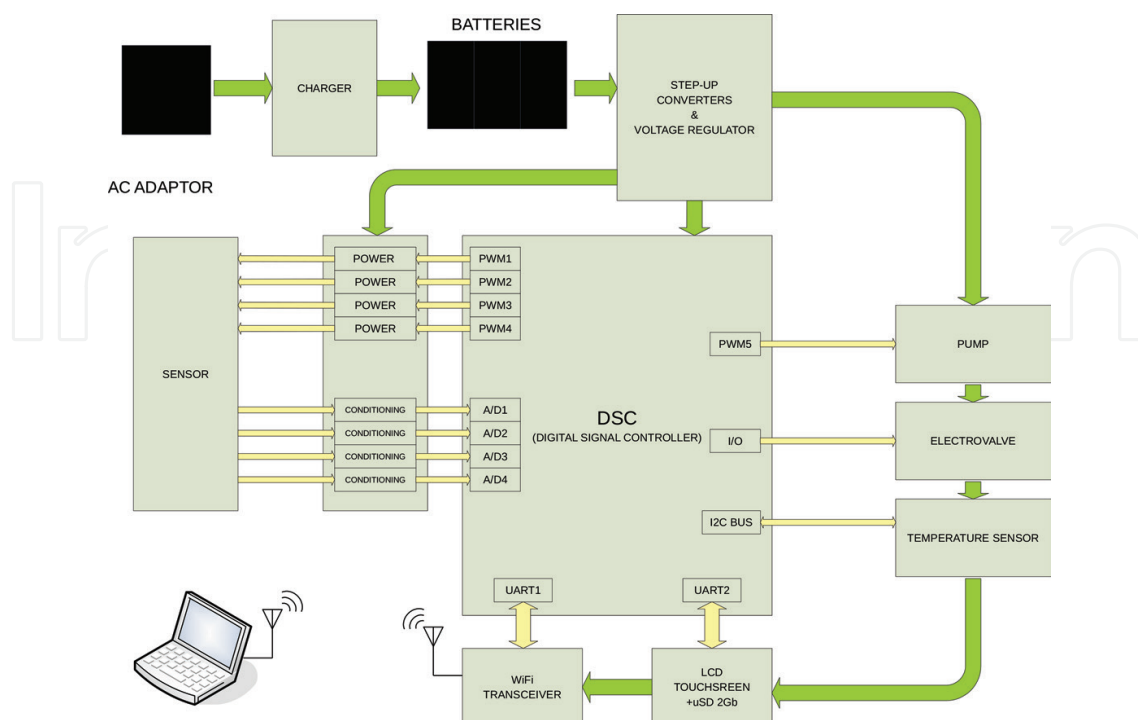 BATTERIES
CHARGER
STEP-UP
CONVERTERS
&
VOLTAGE REGULATOR
AC ADAPTOR
POWER
PWM1
POWER
PWM2
POWER
PWM3
POWER
PWM4
SENSOR
CONDITIONING
A/D1
CONDITIONING
A/D2
CONDITIONING
A/D3
CONDITIONING
A/D4
DSC
(DIGITAL SIGNAL CONTROLLER)
PWM5
PUMP
I/O
ELECTROVALVE
I2C BUS
TEMPERATURE SENSOR
UART1
UART2
WiFi
TRANSCEIVER
LCD
TOUCHSREEN
+uSD 2Gb